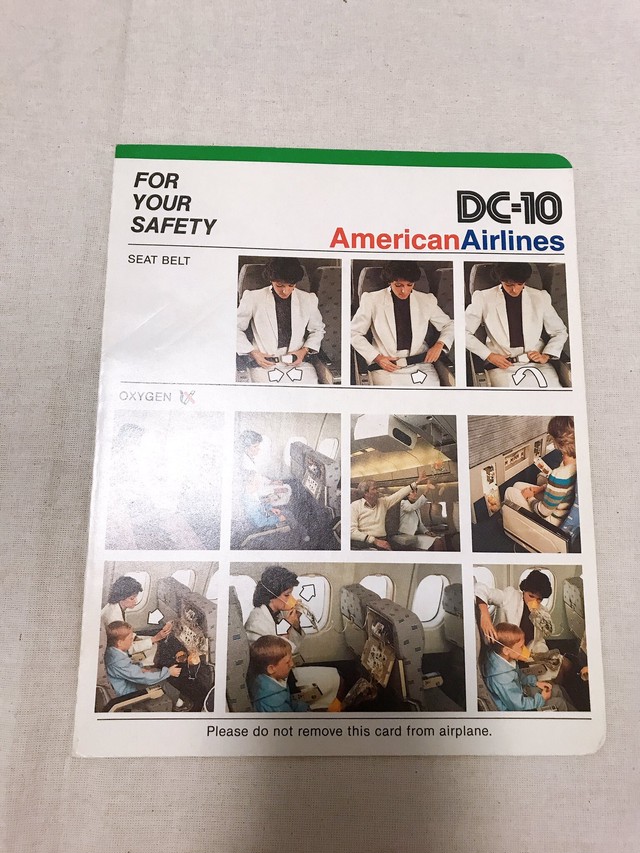 FOR
YOUR
SAFETY
DC-10
AmericanAirlines
SEAT BELT
OXYGEN
Please do not remove this card from airplane.